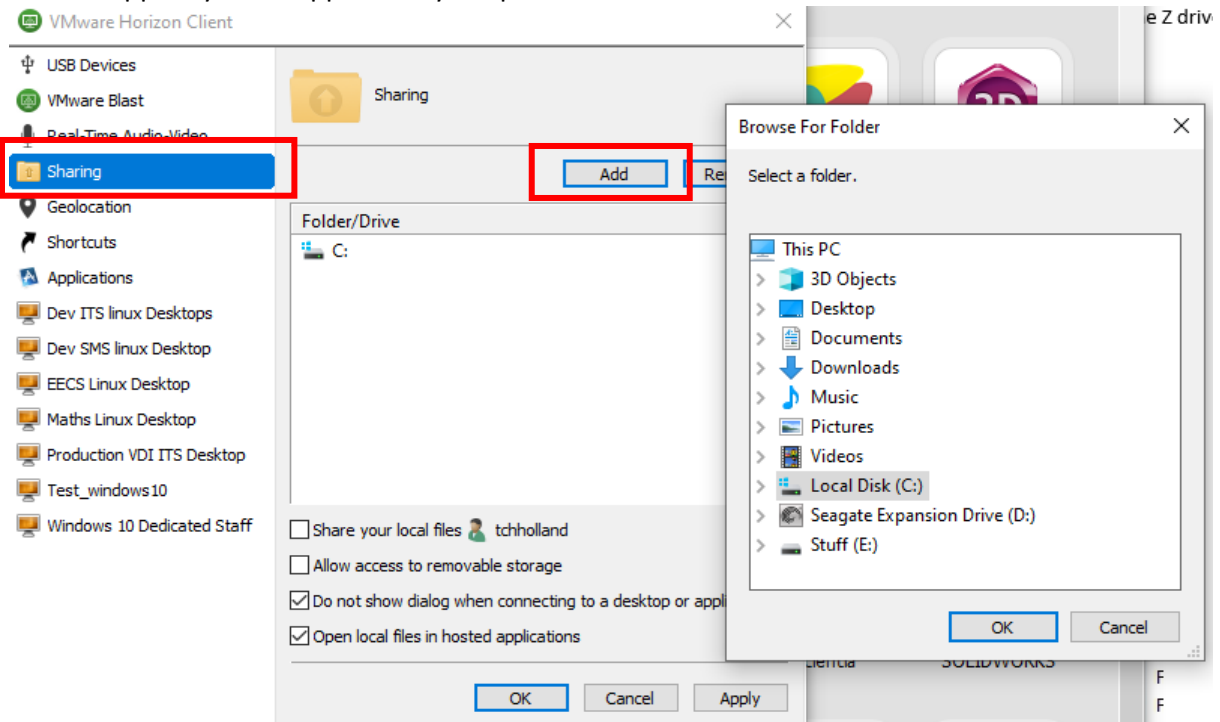 VMware Horizon Client
e Z driv
USB Devices
VMware Blast
Real-Time Audio-Video
Sharing
Geolocation
Shortcuts
Applications
Dev ITS linux Desktops
Dev SMS linux Desktop
EECS Linux Desktop
Maths Linux Desktop
Production VDI ITS Desktop
Test_windows10
Windows 10 Dedicated Staff
Sharing
Add
Re
Folder/Drive
C:
Share your local files tchholland
Allow access to removable storage
Do not show dialog when connecting to a desktop or appli
Open local files in hosted applications
OK Cancel Apply
3D
Browse For Folder
Select a folder.
This PC
3D Objects
Desktop
Documents
Downloads
Music
Pictures
Videos
Local Disk (C:)
Seagate Expansion Drive (D:)
Stuff (E:)
OK Cancel
SOLIDWORKS
F
F